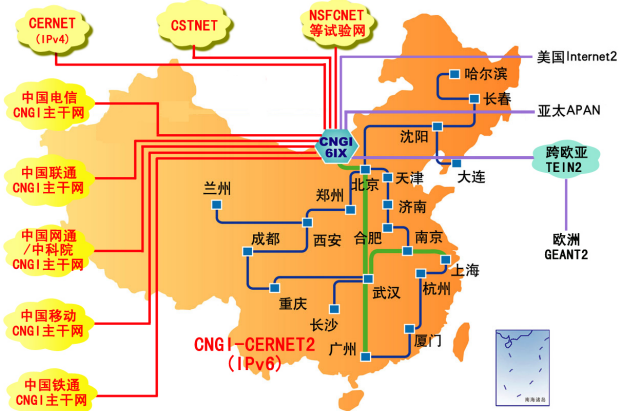 CERNET
(IPv4)
CSTNET
NSFCNET
等试验网
美国Internet2
哈尔滨
中国电信
CNGI主干网
长春
亚太APAN
沈阳
CNGI
6IX
跨欧亚
TEIN2
中国联通
CNGI主干网
北京
天津
大连
兰州
郑州
济南
中国网通
/中科院
CNGI主干网
成都
西安
合肥
南京
欧洲
GEANT2
上海
杭州
重庆
武汉
中国移动
CNGI主干网
长沙
CNGI-CERNET2
(IPv6)
广州
厦门
中国铁通
CNGI主干网
南海诸岛